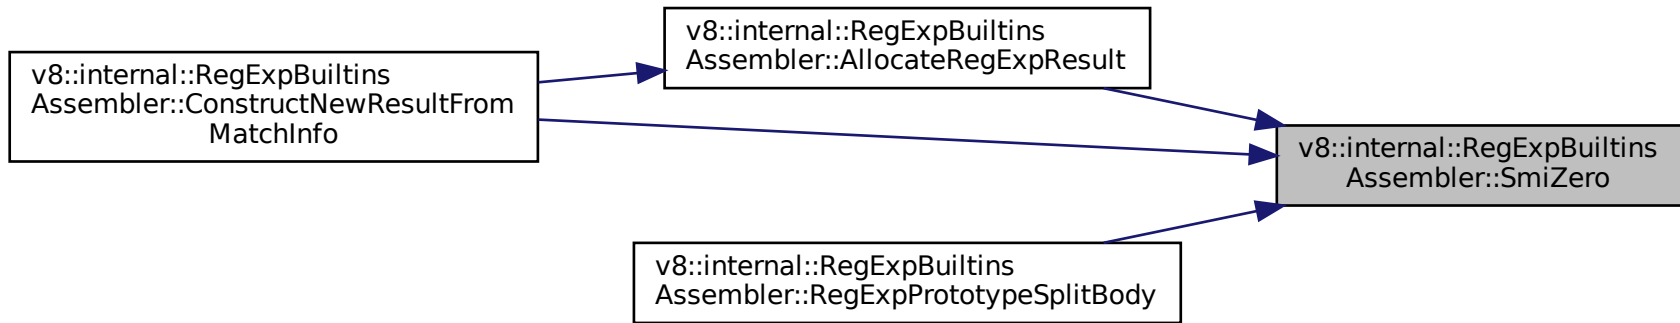 v8::internal::RegExpBuiltins
Assembler::ConstructNewResultFrom
MatchInfo
v8::internal::RegExpBuiltins
Assembler::AllocateRegExpResult
v8::internal::RegExpBuiltins
Assembler::SmiZero
v8::internal::RegExpBuiltins
Assembler::RegExpPrototypeSplitBody